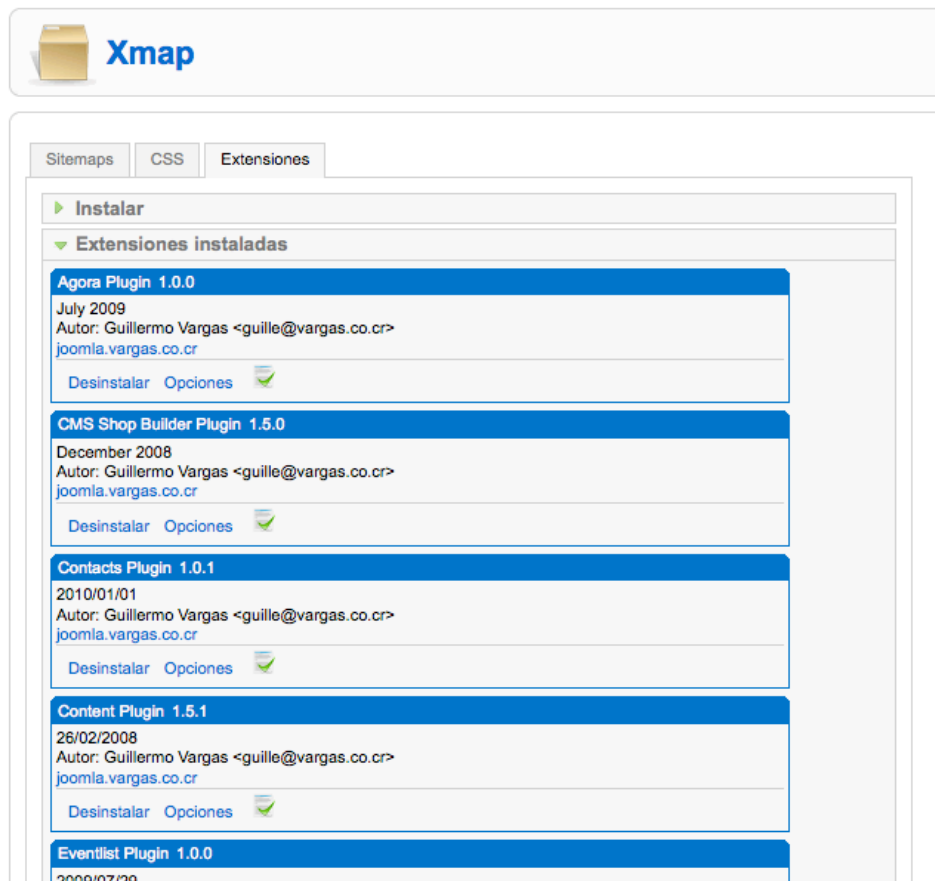 Xmap
Sitemaps CSS Extensiones
Instalar
Extensiones instaladas
Agora Plugin 1.0.0
July 2009
Autor: Guillermo Vargas <guille@vargas.co.cr>
joomla.vargas.co.cr
Desinstalar Opciones
CMS Shop Builder Plugin 1.5.0
December 2008
Autor: Guillermo Vargas <guille@vargas.co.cr>
joomla.vargas.co.cr
Desinstalar Opciones
Contacts Plugin 1.0.1
2010/01/01
Autor: Guillermo Vargas <guille@vargas.co.cr>
joomla.vargas.co.cr
Desinstalar Opciones
Content Plugin 1.5.1
26/02/2008
Autor: Guillermo Vargas <guille@vargas.co.cr>
joomla.vargas.co.cr
Desinstalar Opciones
Eventlist Plugin 1.0.0
2009/07/29